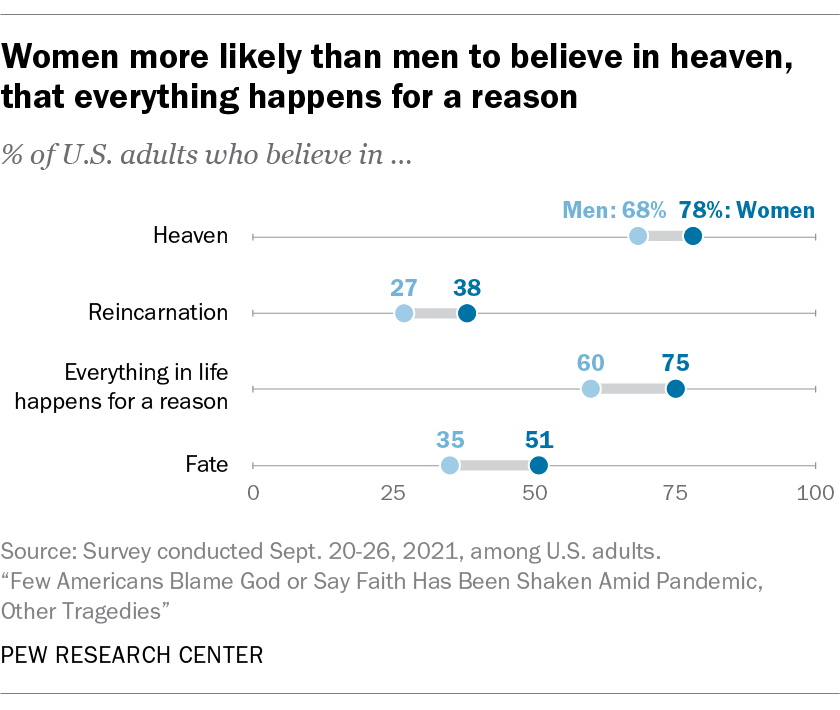 Women more likely than men to believe in heaven,
that everything happens for a reason
% of U.S. adults who believe in ...
Men: 68% 78%: Women
Heaven
27 38
Reincarnation
60 75
Everything in life
happens for a reason
35 51
Fate
0 25 50 75 100
Source: Survey conducted Sept. 20-26, 2021, among U.S. adults.
“Few Americans Blame God or Say Faith Has Been Shaken Amid Pandemic,
Other Tragedies”
PEW RESEARCH CENTER